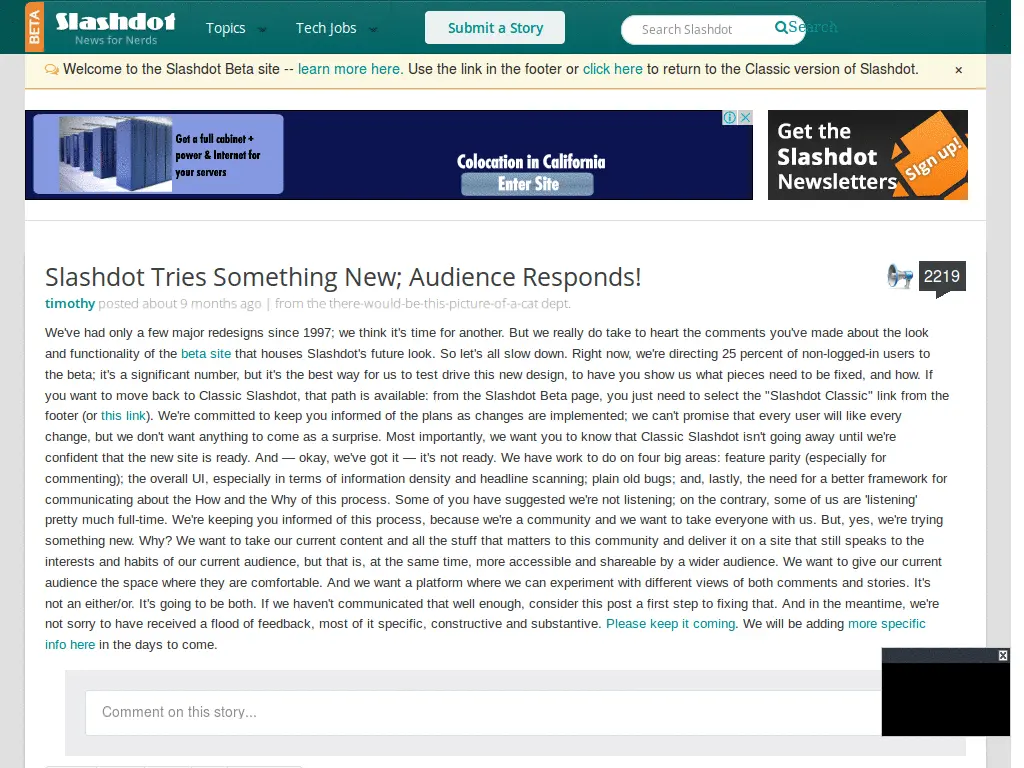 BETA
Slashdot
News for Nerds
Topics
Tech Jobs
Submit a Story
Search Slashdot
Search
Welcome to the Slashdot Beta site -- learn more here. Use the link in the footer or click here to return to the Classic version of Slashdot.
×
Get a full cabinet +
power & Internet for
your servers
Colocation in California
Enter Site
Get the
Slashdot
Newsletters
Sign up!
Slashdot Tries Something New; Audience Responds!
2219
timothy posted about 9 months ago | from the there-would-be-this-picture-of-a-cat dept.
We've had only a few major redesigns since 1997; we think it's time for another. But we really do take to heart the comments you've made about the look
and functionality of the beta site that houses Slashdot's future look. So let's all slow down. Right now, we're directing 25 percent of non-logged-in users to
the beta; it's a significant number, but it's the best way for us to test drive this new design, to have you show us what pieces need to be fixed, and how. If
you want to move back to Classic Slashdot, that path is available: from the Slashdot Beta page, you just need to select the "Slashdot Classic" link from the
footer (or this link). We're committed to keep you informed of the plans as changes are implemented; we can't promise that every user will like every
change, but we don't want anything to come as a surprise. Most importantly, we want you to know that Classic Slashdot isn't going away until we're
confident that the new site is ready. And — okay, we've got it — it's not ready. We have work to do on four big areas: feature parity (especially for
commenting); the overall UI, especially in terms of information density and headline scanning; plain old bugs; and, lastly, the need for a better framework for
communicating about the How and the Why of this process. Some of you have suggested we're not listening; on the contrary, some of us are 'listening'
pretty much full-time. We're keeping you informed of this process, because we're a community and we want to take everyone with us. But, yes, we're trying
something new. Why? We want to take our current content and all the stuff that matters to this community and deliver it on a site that still speaks to the
interests and habits of our current audience, but that is, at the same time, more accessible and shareable by a wider audience. We want to give our current
audience the space where they are comfortable. And we want a platform where we can experiment with different views of both comments and stories. It's
not an either/or. It's going to be both. If we haven't communicated that well enough, consider this post a first step to fixing that. And in the meantime, we're
not sorry to have received a flood of feedback, most of it specific, constructive and substantive. Please keep it coming. We will be adding more specific
info here in the days to come.
Comment on this story...